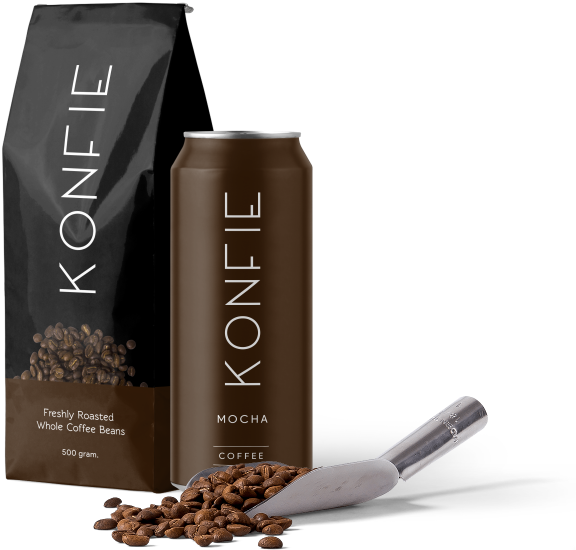 KONFIE
Freshly Roasted
Whole Coffee Beans
500 gram.
KONFIE
MOCHA
COFFEE